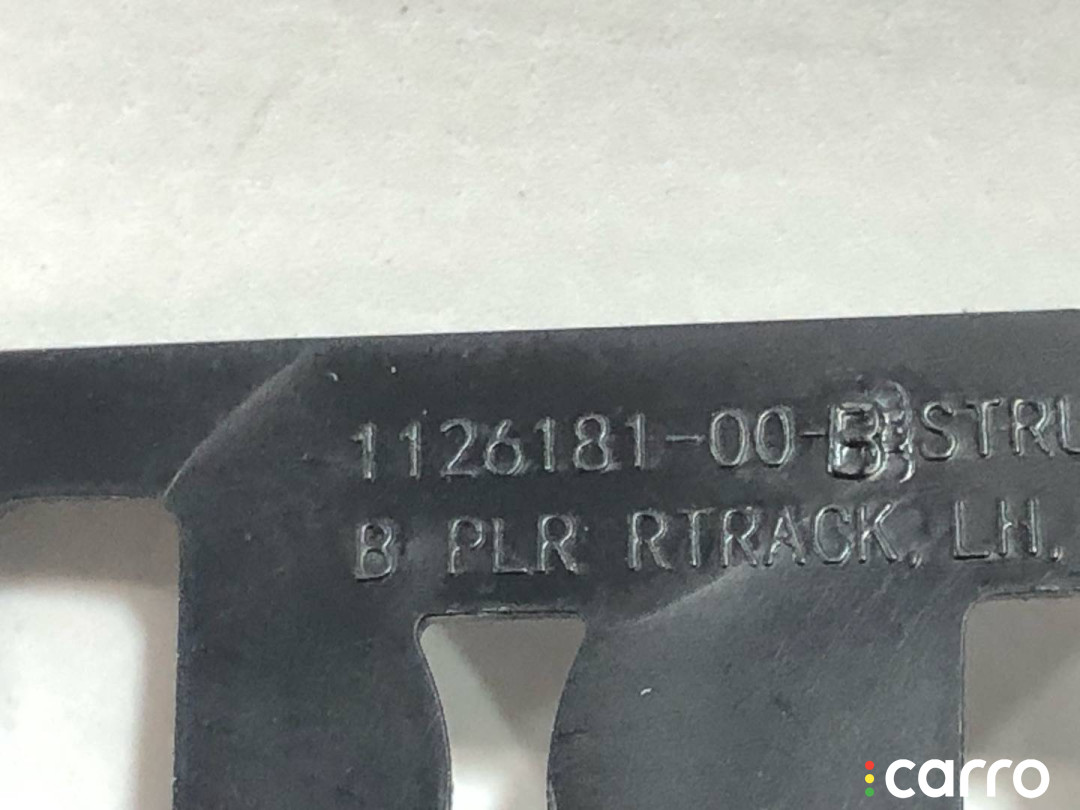 1126181-00-B, STRU
B PLR RTRACK, LH,
carro